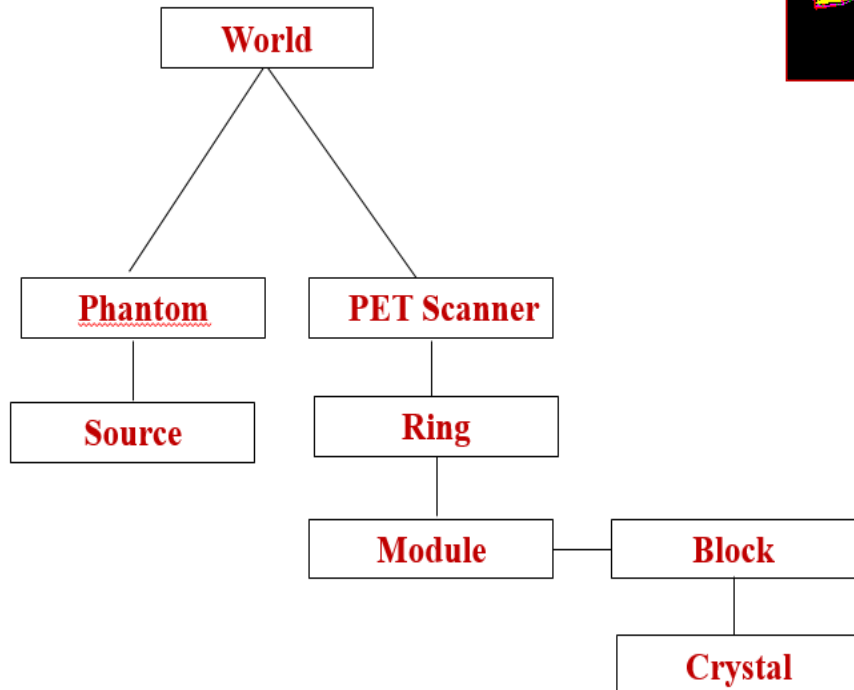 World
Phantom
PET Scanner
Source
Ring
Module
Block
Crystal